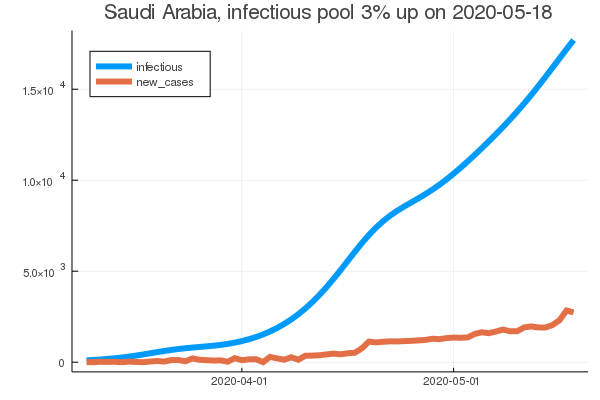 Saudi Arabia, infectious pool 3% up on 2020-05-18
infectious
new_cases
1.5×10⁴
1.0×10⁴
5.0×10³
0
2020-04-01
2020-05-01